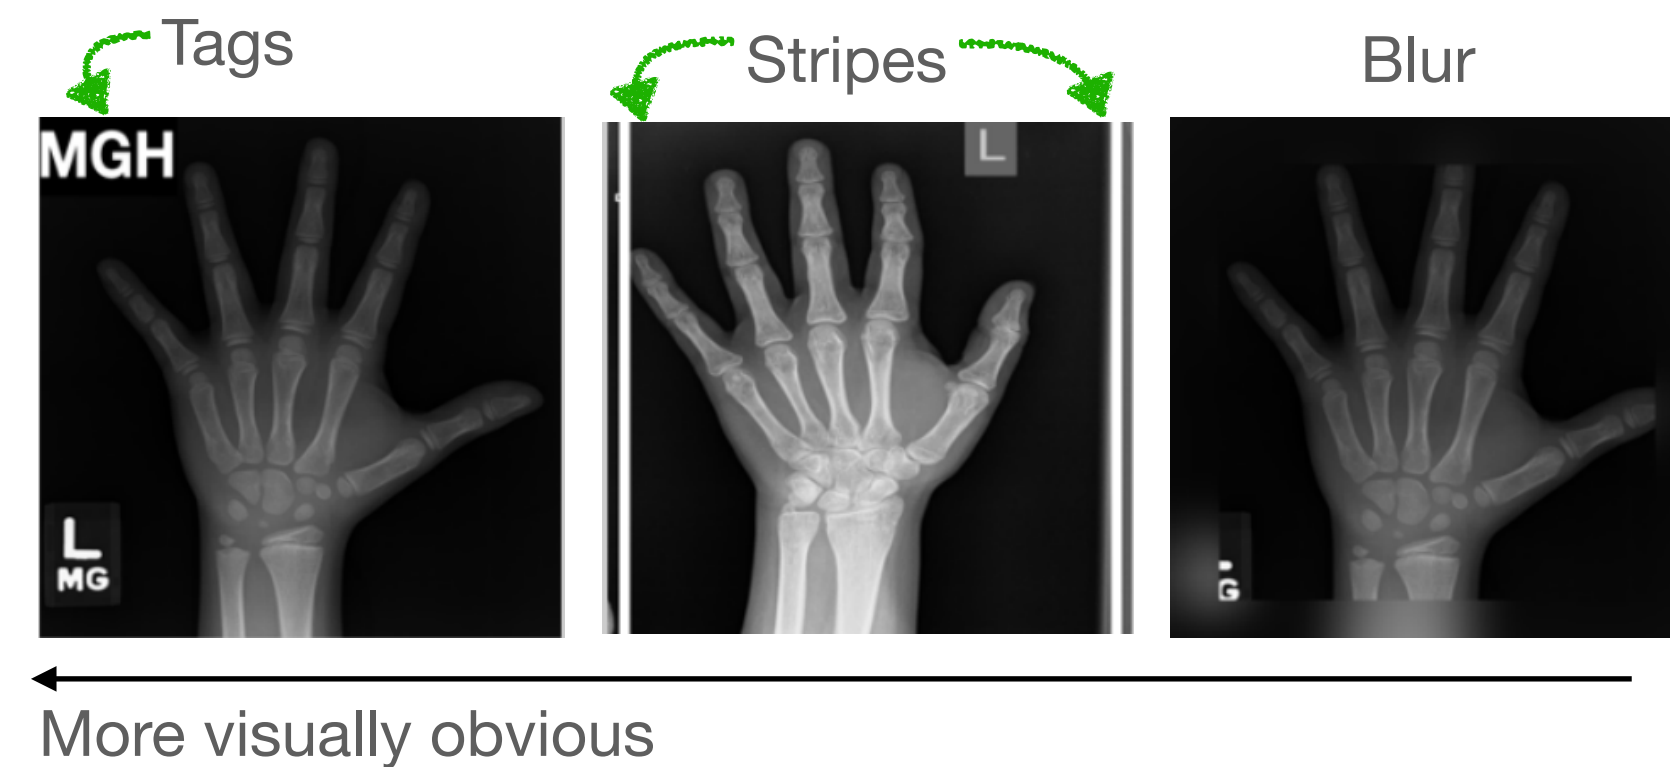 Tags
Stripes
Blur
MGH
L
L
MG
G
More visually obvious